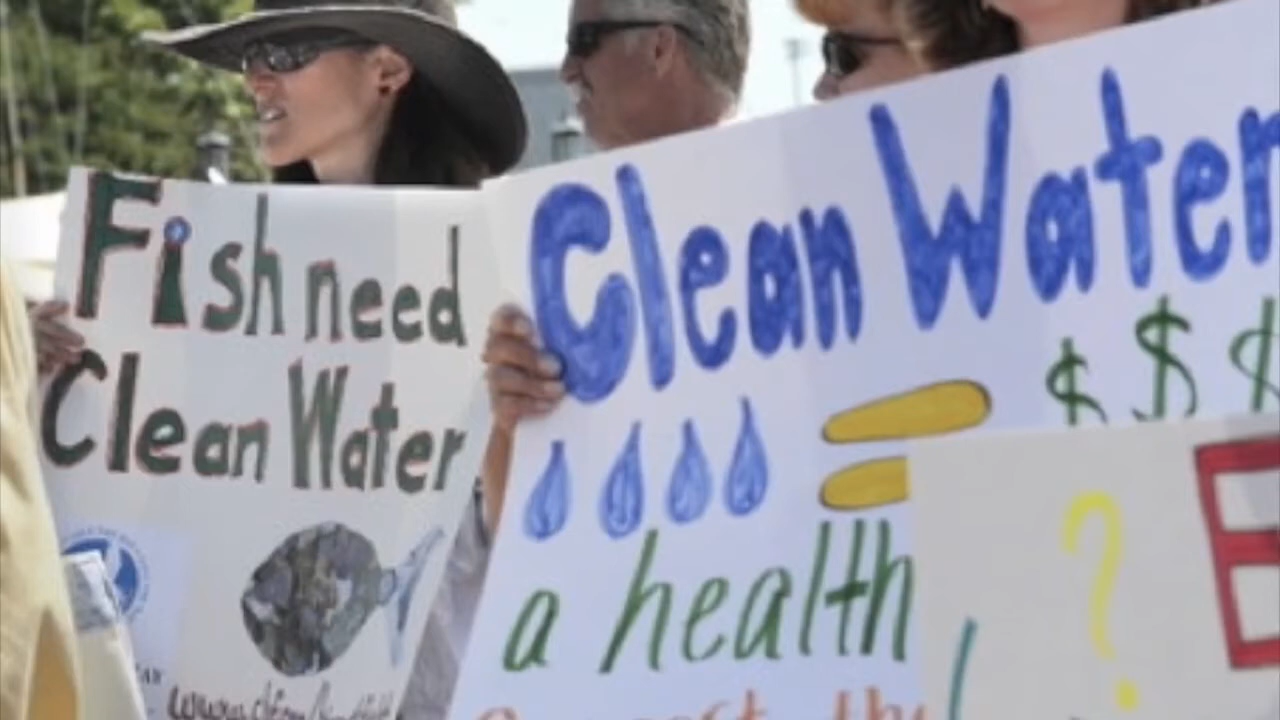 Fish need
Clean Water
Clean Water
$ $ $
=
a health
?
E